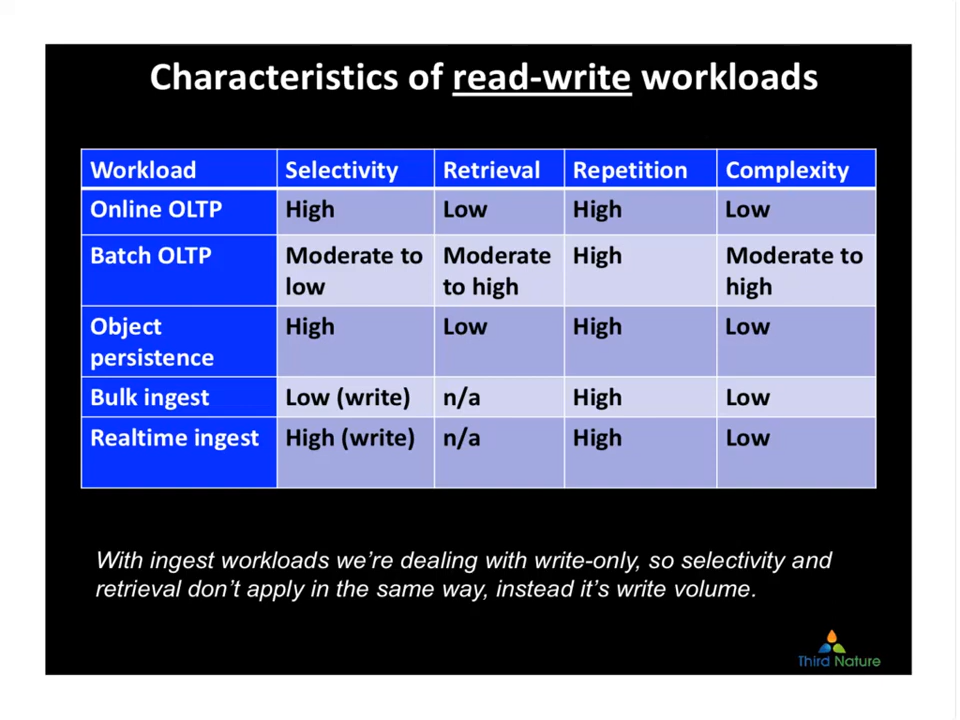 Characteristics of read-write workloads
Workload Selectivity Retrieval Repetition Complexity
Online OLTP High Low High Low
Batch OLTP Moderate to low Moderate to high High Moderate to high
Object persistence High Low High Low
Bulk ingest Low (write) n/a High Low
Realtime ingest High (write) n/a High Low
With ingest workloads we’re dealing with write-only, so selectivity and
retrieval don’t apply in the same way, instead it’s write volume.
Third Nature